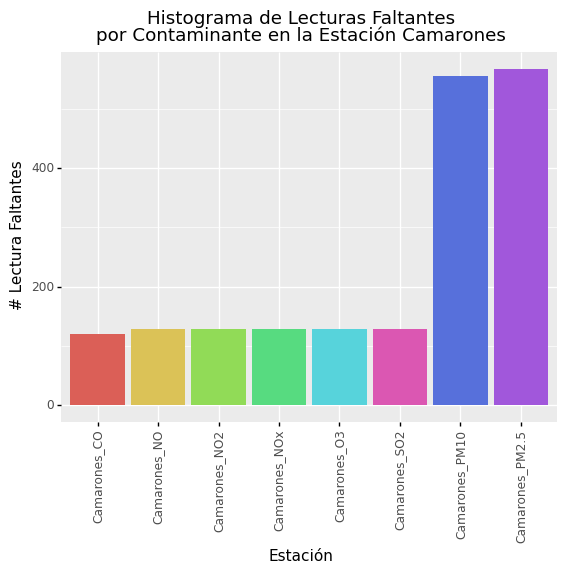 Histograma de Lecturas Faltantes
por Contaminante en la Estación Camarones
# Lectura Faltantes
400
200
0
Camarones_CO
Camarones_NO
Camarones_NO2
Camarones_NOx
Camarones_O3
Camarones_SO2
Camarones_PM10
Camarones_PM2.5
Estación